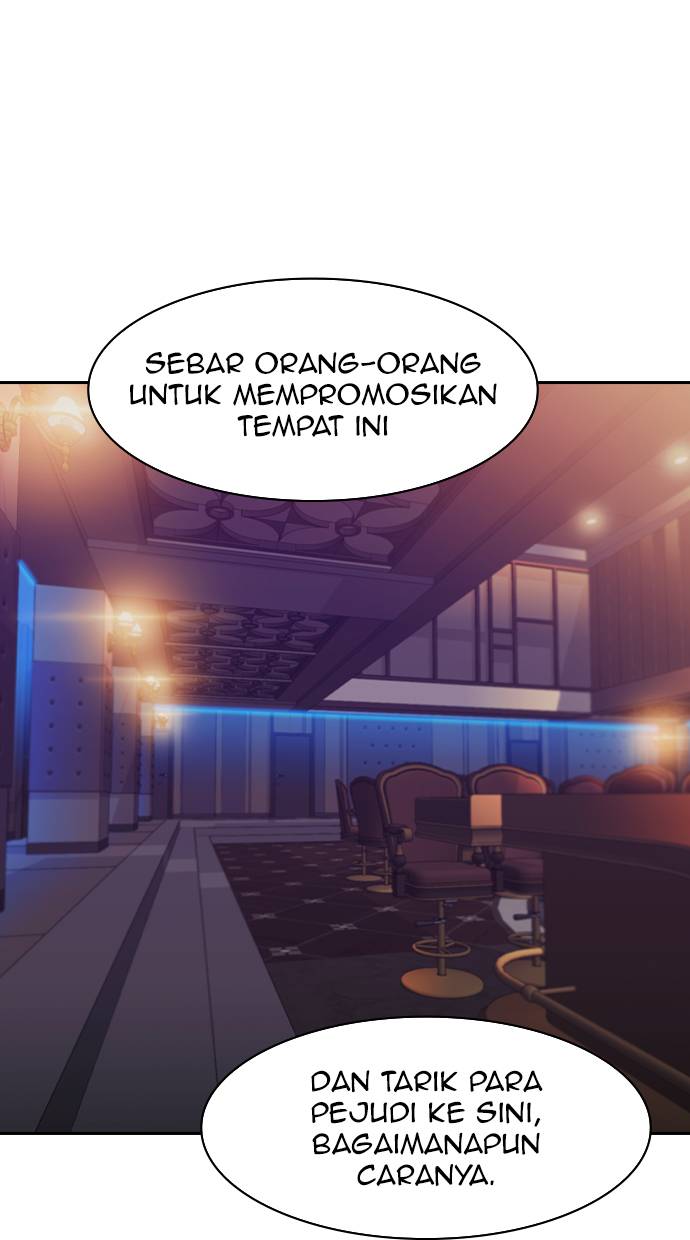 SEBAR ORANG-ORANG
UNTUK MEMPROMOSIKAN
TEMPAT INI
DAN TARIK PARA
PEJUDI KE SINI,
BAGAIMANAPUN
CARANYA.